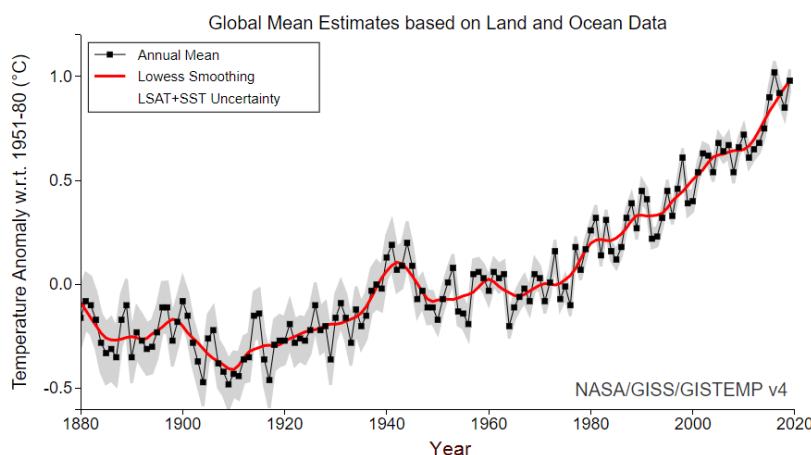 Global Mean Estimates based on Land and Ocean Data
Annual Mean
Lowess Smoothing
LSAT+SST Uncertainty
Temperature Anomaly w.r.t. 1951-80 (°C)
1.0
0.5
0.0
-0.5
NASA/GISS/GISTEMP v4
1880 1900 1920 1940 1960 1980 2000 2020
Year